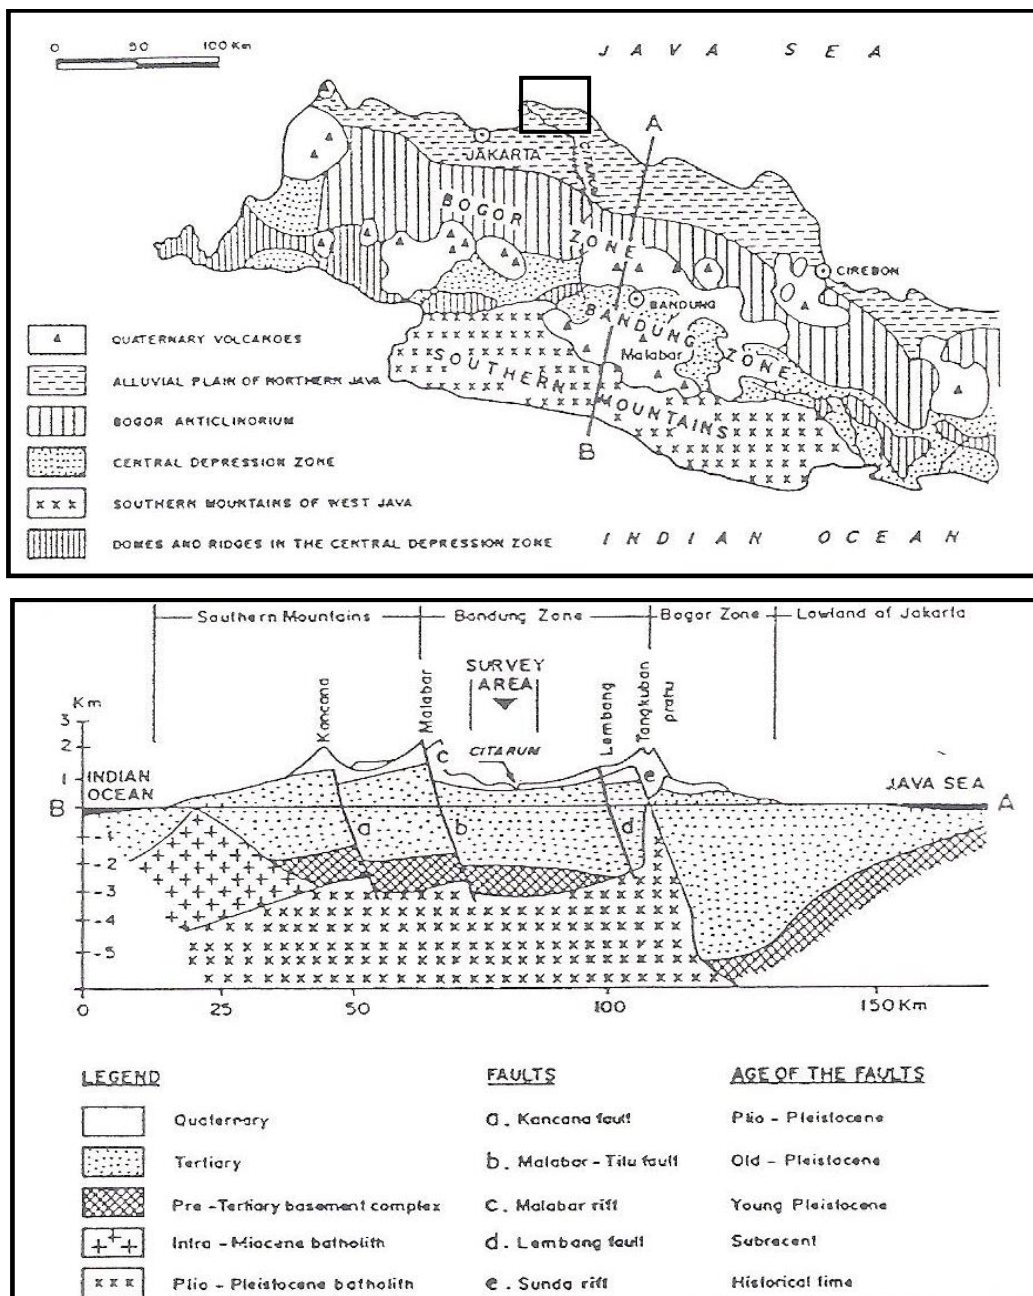 0 50 100 Km
JAVA SEA
A
JAKARTA
BOGOR
ZONE
CIREBON
BANDUNG
BANDUNG
Malabar
ZONE
SOUTHERN
MOUNTAINS
B
QUATERNARY VOLCANOES
ALLUVIAL PLAIN OF NORTHERN JAVA
BOGOR ANTICLINORIUM
CENTRAL DEPRESSION ZONE
SOUTHERN MOUNTAINS OF WEST JAVA
DOMES AND RIDGES IN THE CENTRAL DEPRESSION ZONE
INDIAN OCEAN
Southern Mountains Bandung Zone Bogor Zone Lowland of Jakarta
SURVEY
AREA
Kancana
Malabar
Lembang
Tangkuban
prahu
Km
3
2
1
c
CITARUM
e
INDIAN
OCEAN
JAVA SEA
B
A
-1
a
b
d
-2
-3
-4
-5
0 25 50 100 150 Km
LEGEND FAULTS AGE OF THE FAULTS
Quaternary a. Kancana fault Plio - Pleistocene
Tertiary b. Malabar - Tilu fault Old - Pleistocene
Pre - Tertiary basement complex c. Malabar rift Young Pleistocene
Intra - Miocene batholith d. Lembang fault Subrecent
Plio - Pleistocene batholith e. Sunda rift Historical time